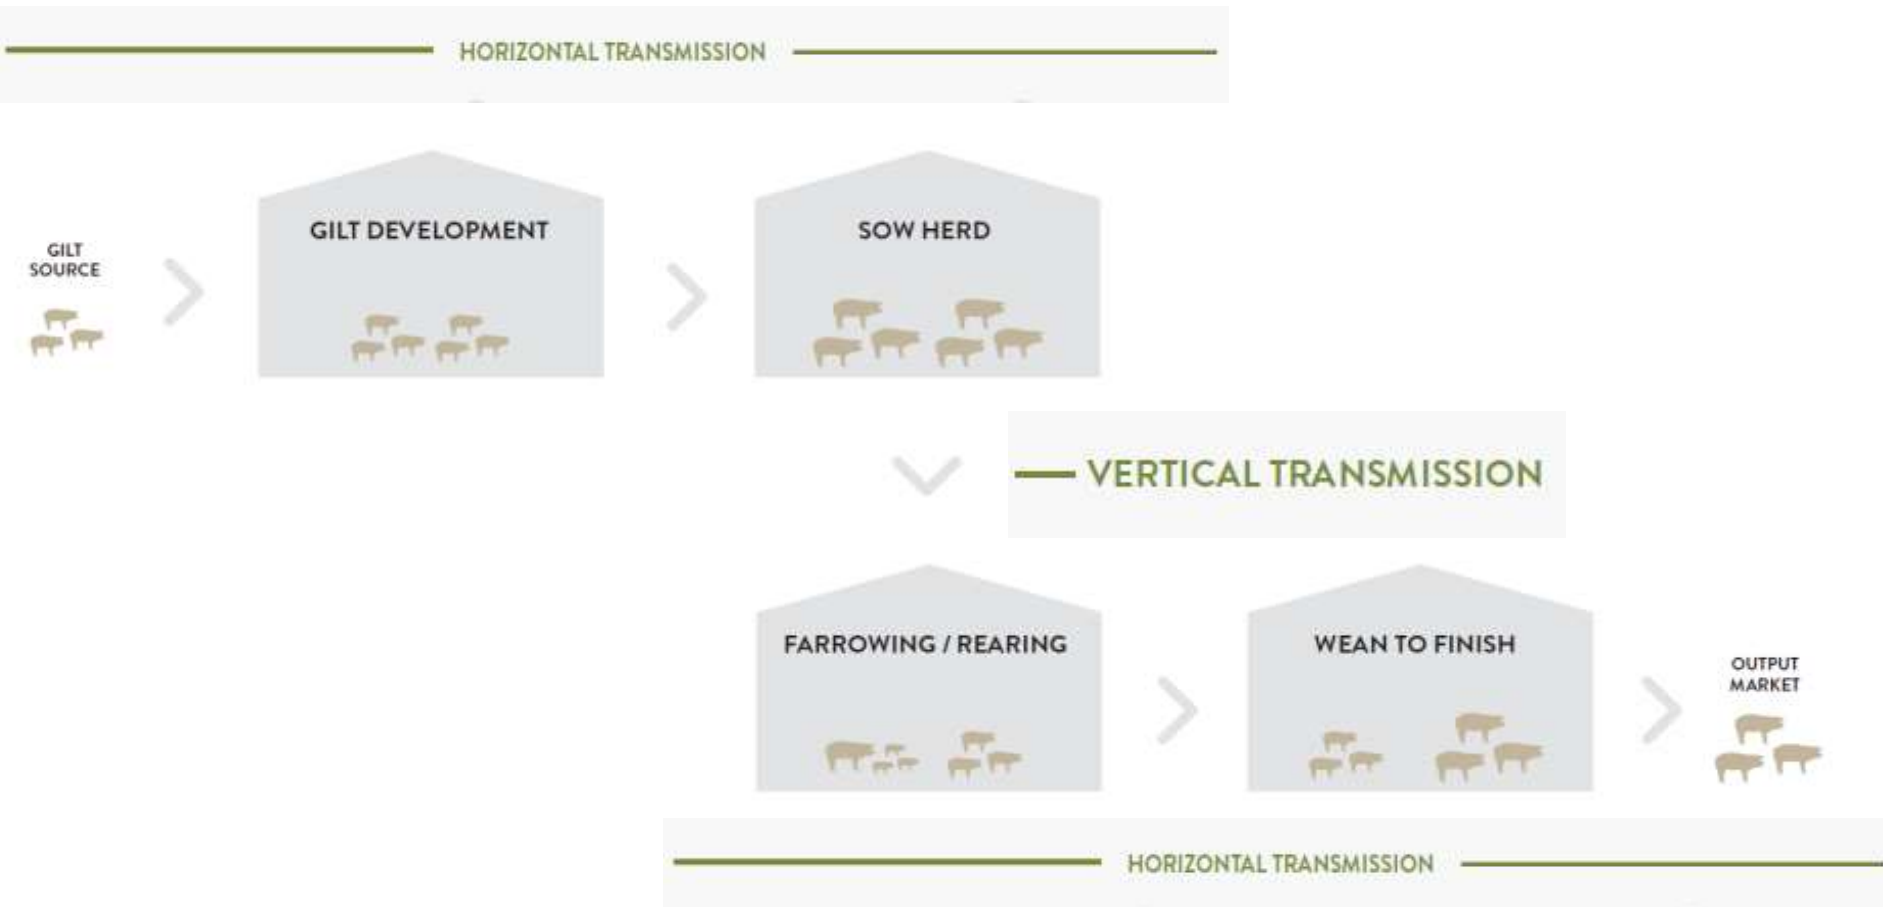 HORIZONTAL TRANSMISSION
GILT DEVELOPMENT
SOW HERD
GILT
SOURCE
VERTICAL TRANSMISSION
FARROWING / REARING
WEAN TO FINISH
OUTPUT
MARKET
HORIZONTAL TRANSMISSION